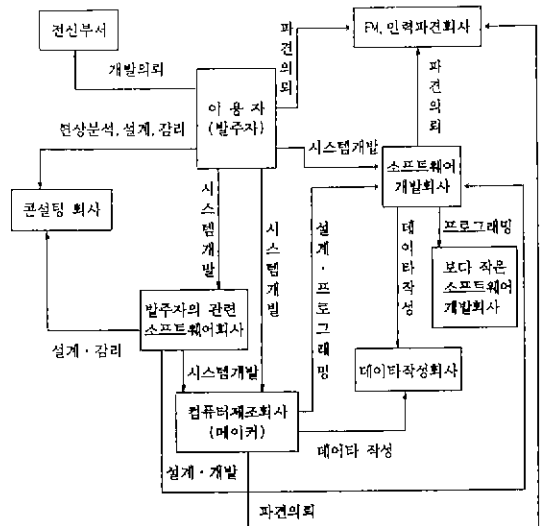 전신부서
FM, 인력파견회사
파견의뢰
개발의뢰
이 용 자
(발주자)
파견의뢰
현상분석, 설계, 감리
시스템개발
소프트웨어
개발회사
콘설팅 회사
시스템개발
시스템개발
설계 · 프로그래밍
데이타작성
프로그래밍
보다 작은
소프트웨어
개발회사
발주자의 관련
소프트웨어회사
설계 · 감리
시스템개발
데이타작성회사
컴퓨터제조회사
(메이커)
데이타 작성
설계 · 개발
파견의뢰